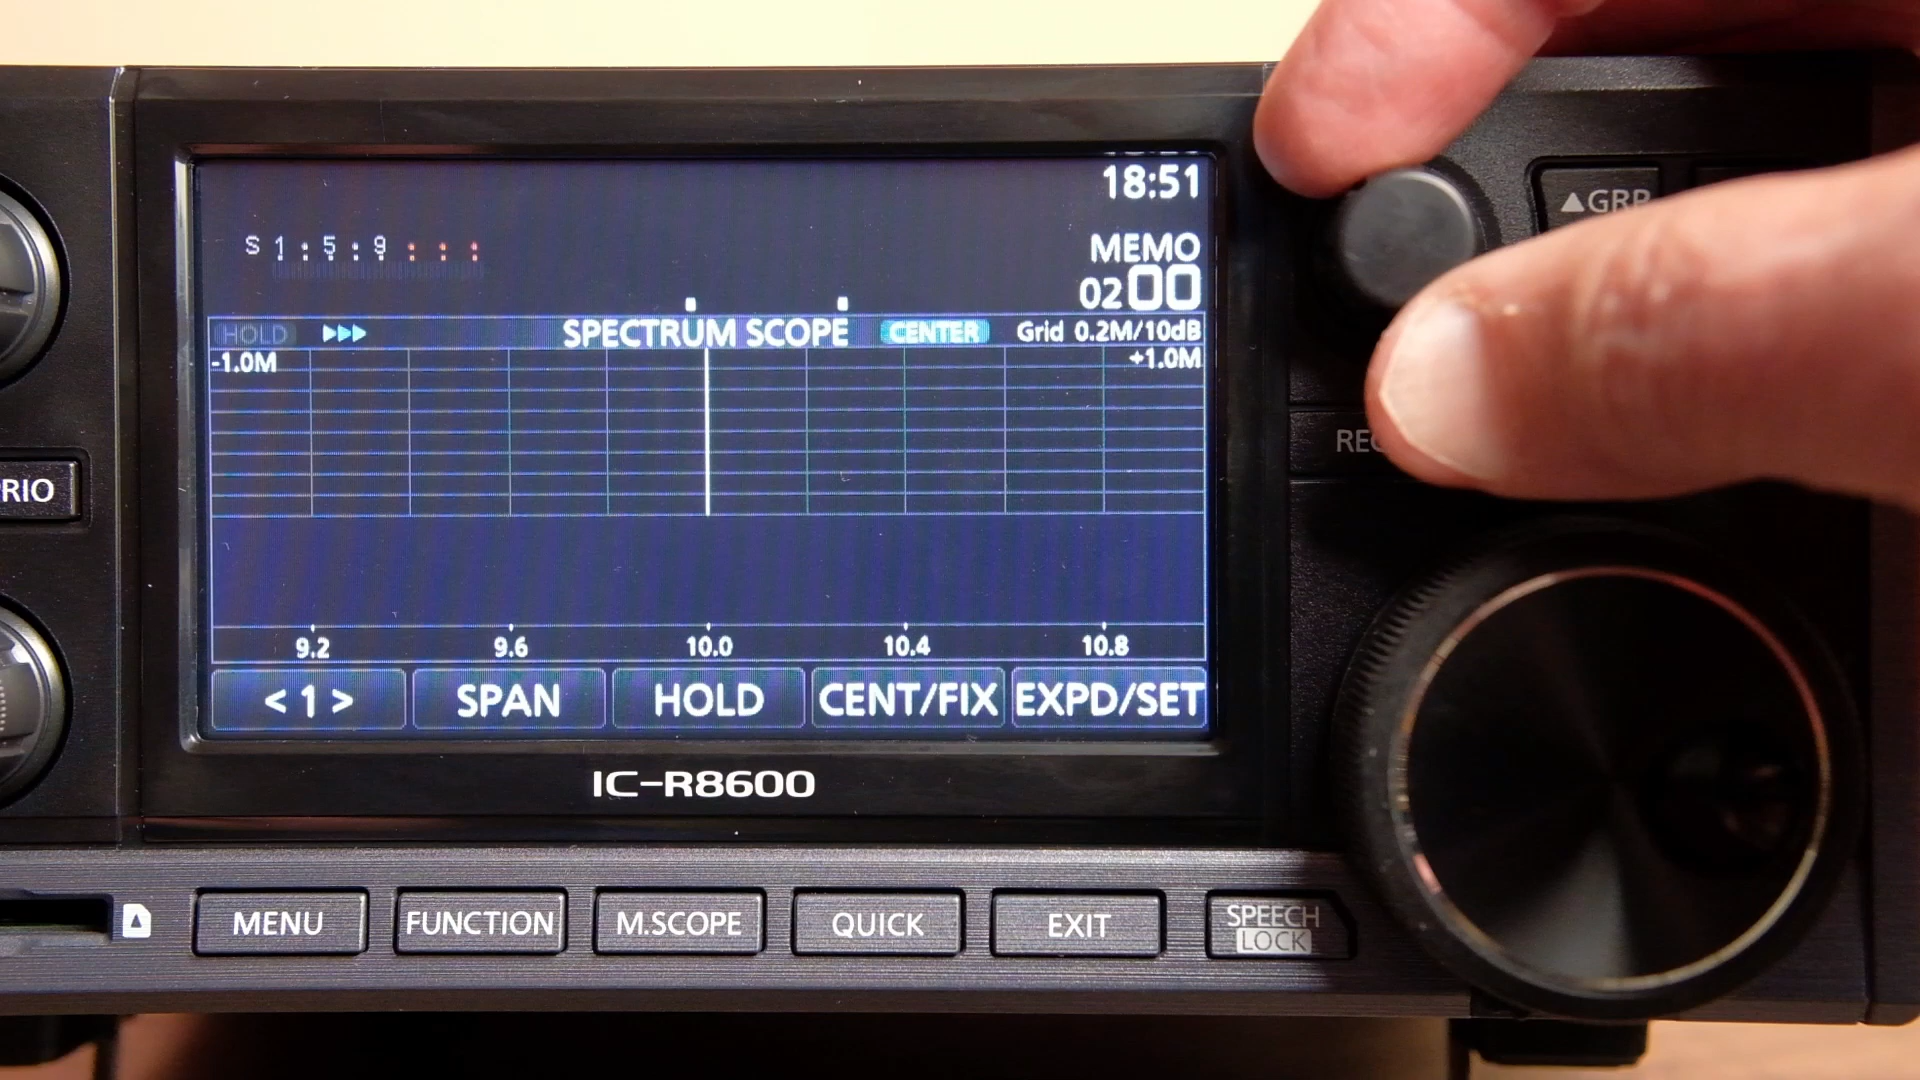 18:51
S 1 : 5 : 9 : : :
MEMO
02 00
HOLD SPECTRUM SCOPE CENTER Grid 0.2M/10dB
-1.0M +1.0M
9.2 9.6 10.0 10.4 10.8
< 1 > SPAN HOLD CENT/FIX EXPD/SET
IC-R8600
MENU FUNCTION M.SCOPE QUICK EXIT SPEECH
LOCK
▲GRP
REC
RIO